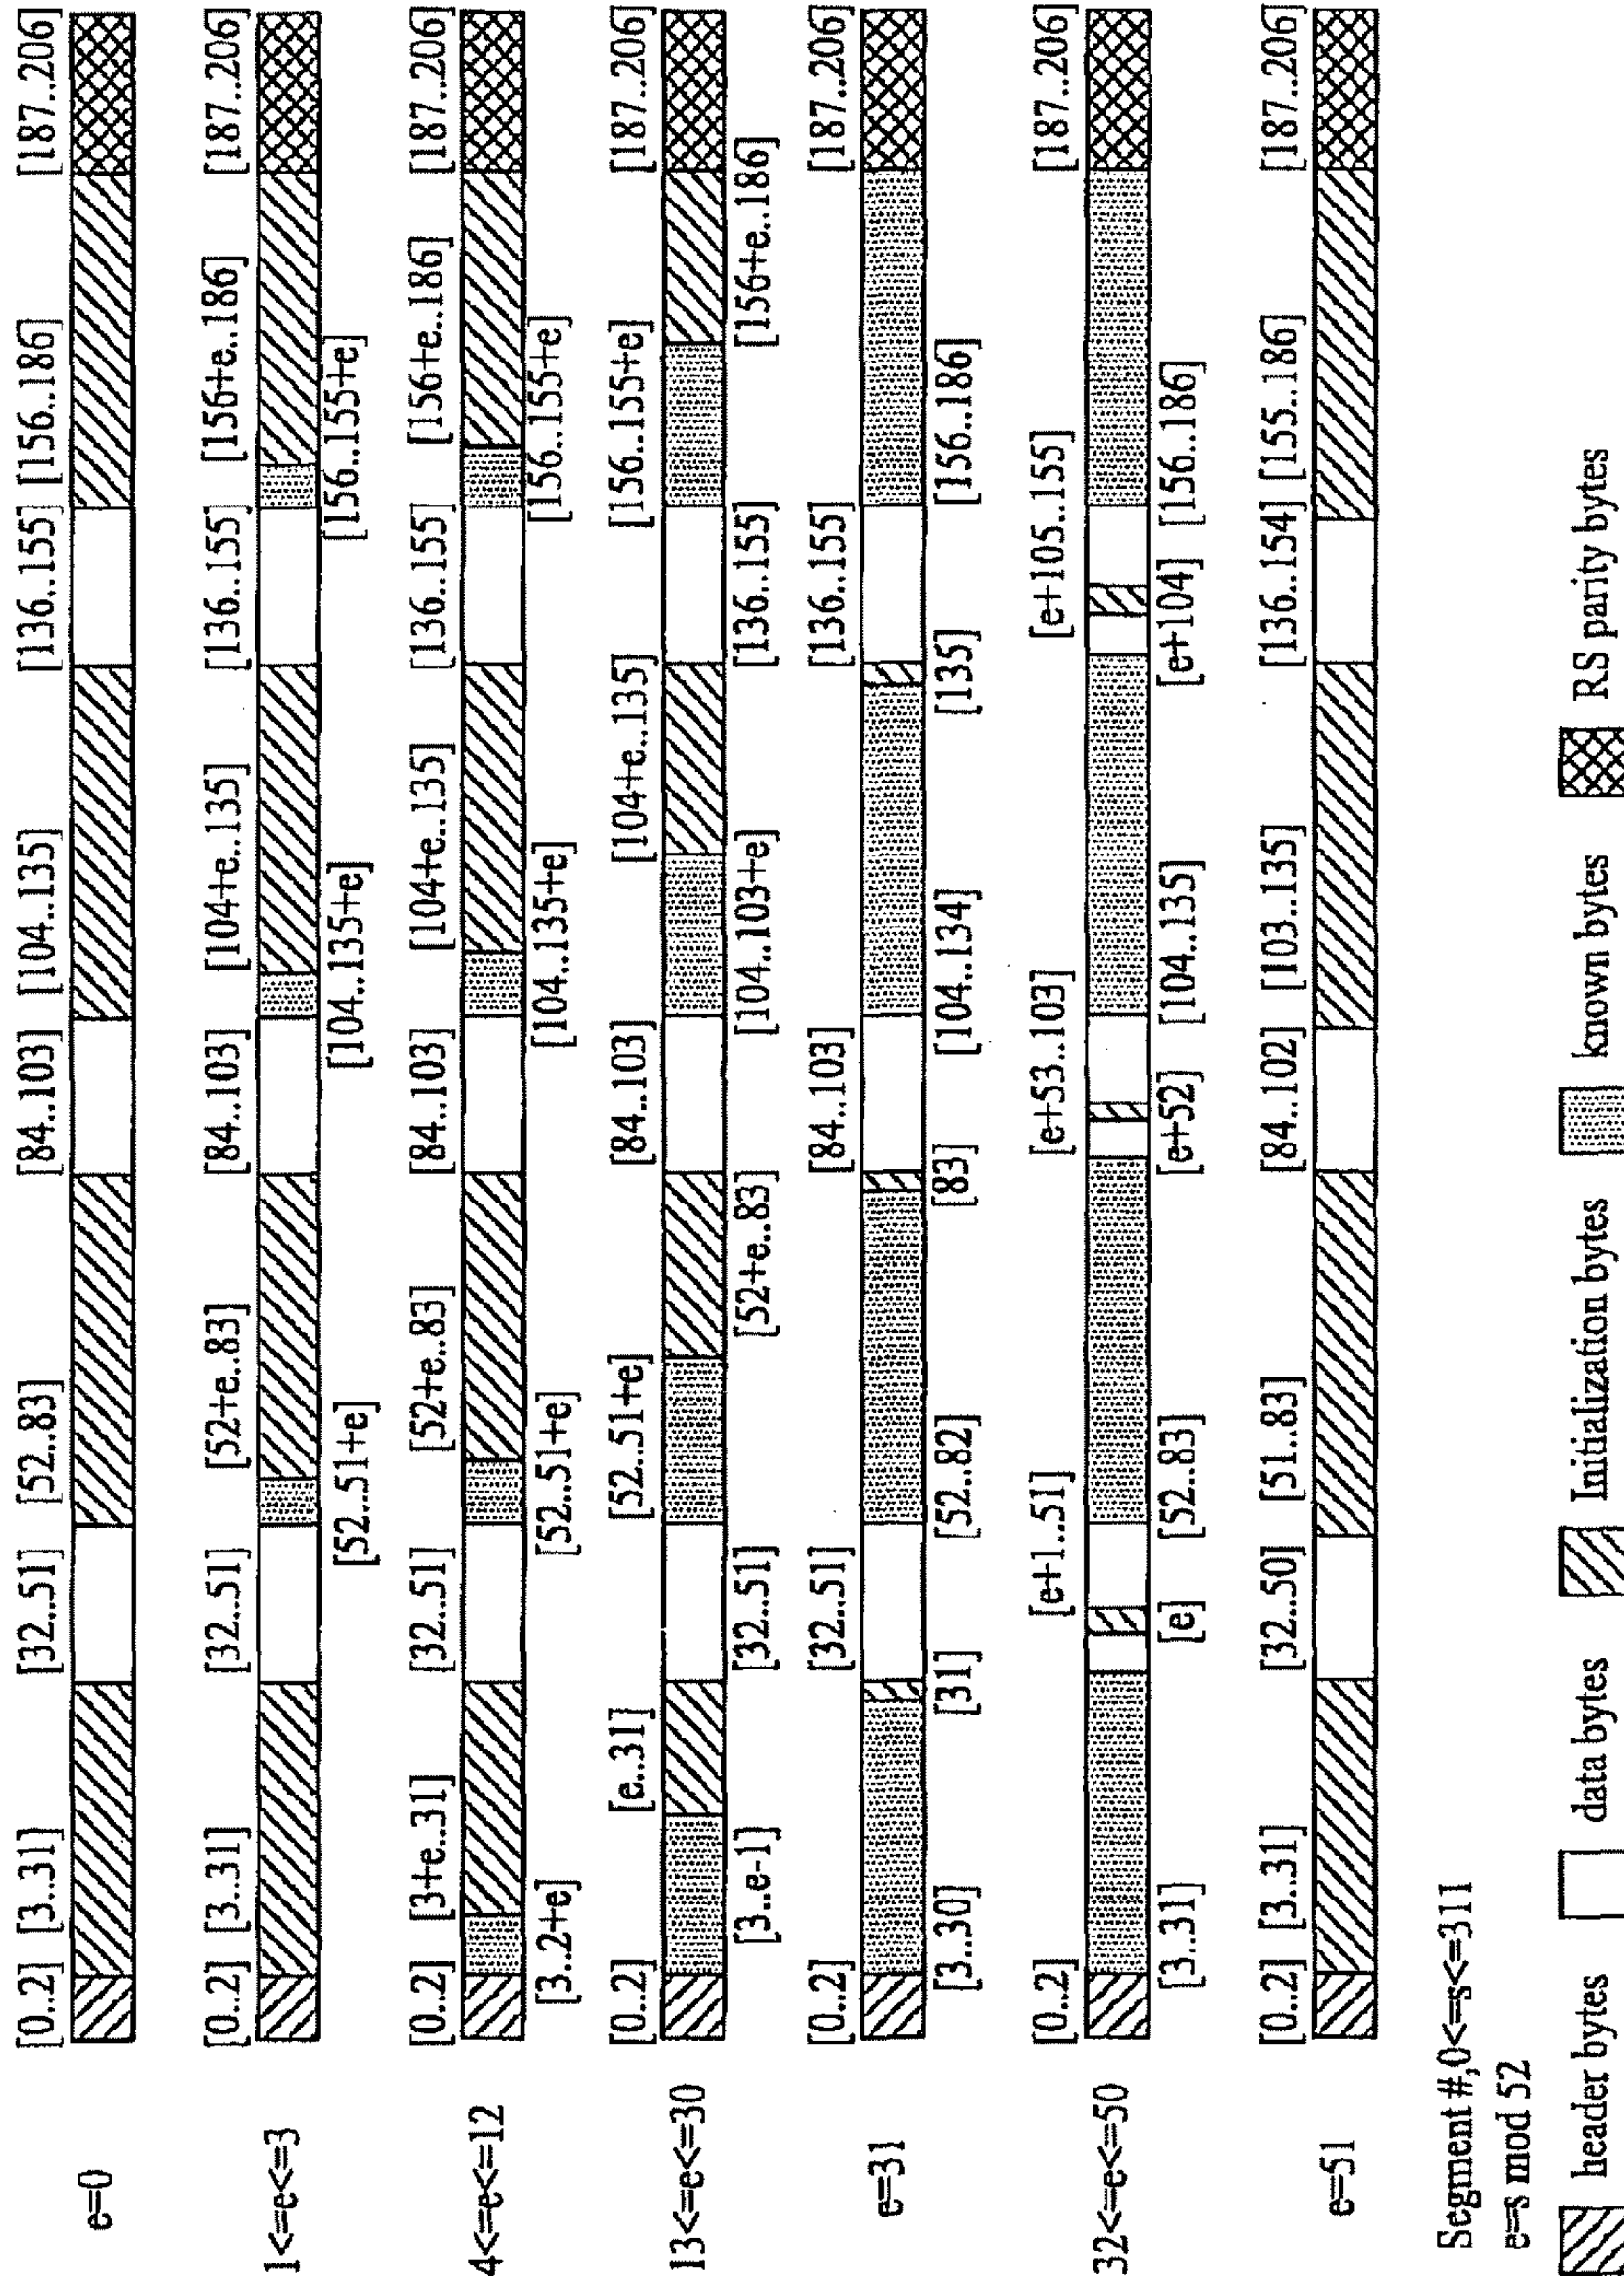 e=0
[0..2] [3..31] [32..51] [52..83] [84..103] [104..135] [136..155] [156..186] [187..206]
1<=e<=3
[0..2] [3..31] [32..51] [52+e..83] [84..103] [104+e..135] [136..155] [156+e..186] [187..206]
[52..51+e] [104..135+e] [156..155+e]
4<=e<=12
[0..2] [3+e..31] [32..51] [52+e..83] [84..103] [104+e..135] [136..155] [156+e..186] [187..206]
[3..2+e] [52..51+e] [104..135+e] [156..155+e]
13<=e<=30
[0..2] [e..31] [52..51+e] [84..103] [104+e..135] [156..155+e] [187..206]
[3..e-1] [32..51] [52+e..83] [104..103+e] [136..155] [156+e..186]
e=31
[0..2] [32..51] [84..103] [136..155] [187..206]
[3..30] [31] [52..82] [83] [104..134] [135] [156..186]
32<=e<=50
[0..2] [e+1..51] [e+53..103] [e+105..155] [187..206]
[3..31] [e] [52..83] [e+52] [104..135] [e+104] [156..186]
e=51
[0..2] [3..31] [32..50] [51..83] [84..102] [103..135] [136..154] [155..186] [187..206]
Segment #,0<=s<=311
e=s mod 52
header bytes data bytes Initialization bytes known bytes RS parity bytes